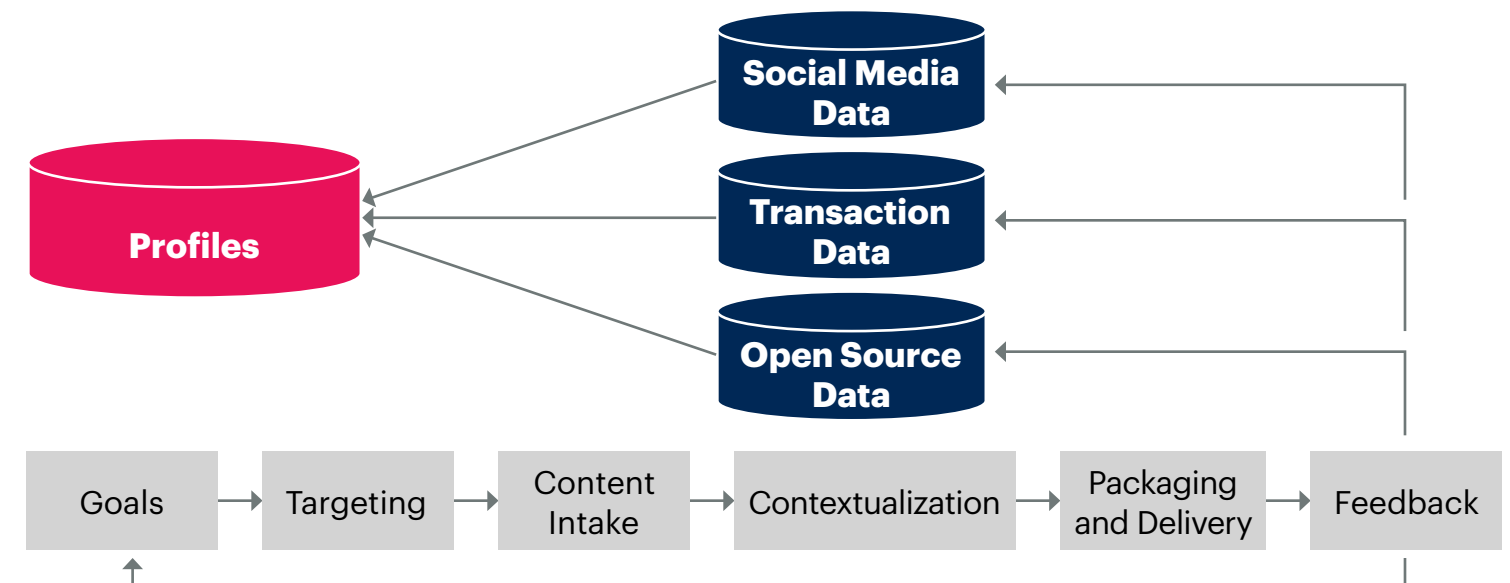 Social Media
Data
Profiles
Transaction
Data
Open Source
Data
Goals
Targeting
Content
Intake
Contextualization
Packaging
and Delivery
Feedback